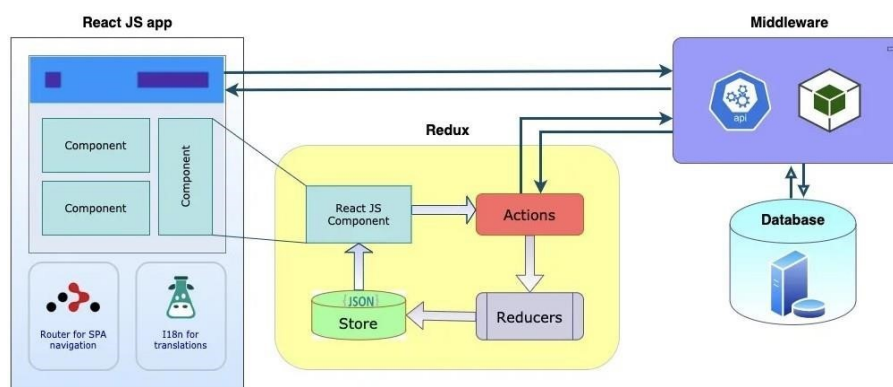 React JS app
Middleware
api
Component
Component
Component
Redux
React JS
Component
Actions
{JSON}
Store
Reducers
Database
Router for SPA
navigation
I18n for
translations